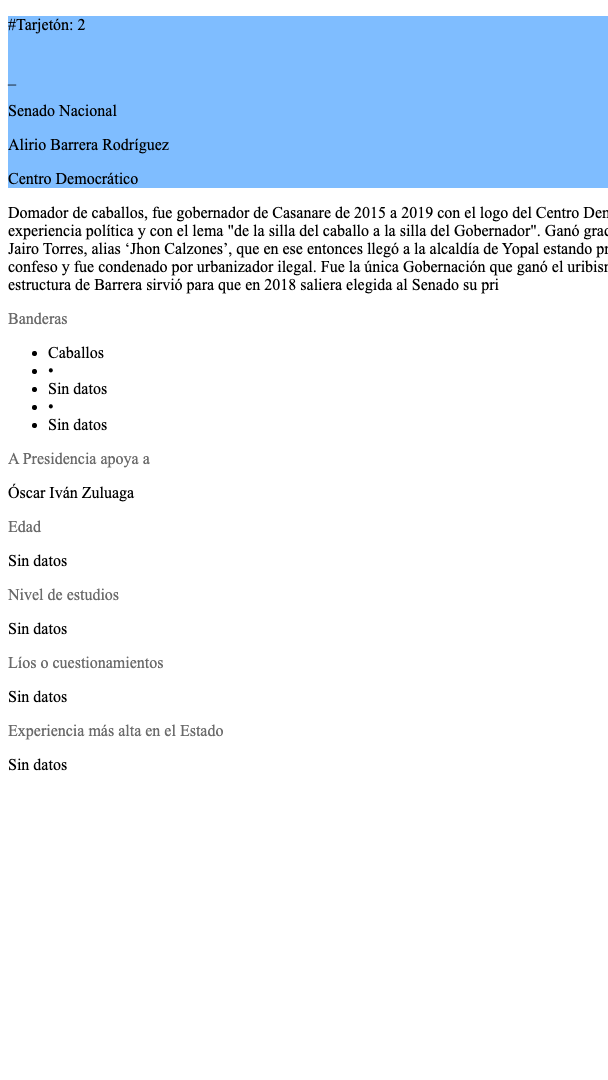 #Tarjetón: 2
_
Senado Nacional
Alirio Barrera Rodríguez
Centro Democrático
Domador de caballos, fue gobernador de Casanare de 2015 a 2019 con el logo del Centro
experiencia política y con el lema "de la silla del caballo a la silla del Gobernador". Ganó
Jairo Torres, alias ‘Jhon Calzones’, que en ese entonces llegó a la alcaldía de Yopal estando
confeso y fue condenado por urbanizador ilegal. Fue la única Gobernación que ganó el
estructura de Barrera sirvió para que en 2018 saliera elegida al Senado su pri
Banderas
• Caballos
• •
• Sin datos
• •
• Sin datos
A Presidencia apoya a
Óscar Iván Zuluaga
Edad
Sin datos
Nivel de estudios
Sin datos
Líos o cuestionamientos
Sin datos
Experiencia más alta en el Estado
Sin datos